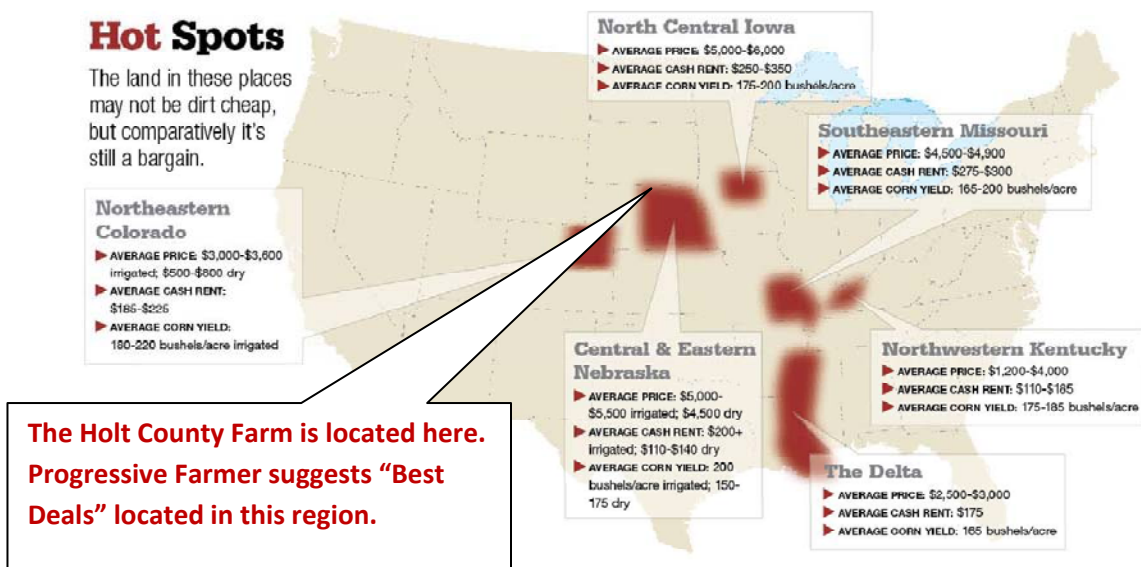 Hot Spots
The land in these places
may not be dirt cheap,
but comparatively it's
still a bargain.
North Central Iowa
▶ AVERAGE PRICE: $5,000-$6,000
▶ AVERAGE CASH RENT: $250-$350
▶ AVERAGE CORN YIELD: 175-200 bushels/acre
Southeastern Missouri
▶ AVERAGE PRICE: $4,500-$4,900
▶ AVERAGE CASH RENT: $275-$300
▶ AVERAGE CORN YIELD: 165-200 bushels/acre
Northeastern
Colorado
▶ AVERAGE PRICE: $3,000-$3,600
irrigated; $500-$800 dry
▶ AVERAGE CASH RENT:
$185-$225
▶ AVERAGE CORN YIELD:
180-220 bushels/acre irrigated
Central & Eastern
Nebraska
▶ AVERAGE PRICE: $5,000-
$5,500 irrigated; $4,500 dry
▶ AVERAGE CASH RENT: $200+
irrigated; $110-$140 dry
▶ AVERAGE CORN YIELD: 200
bushels/acre irrigated; 150-
175 dry
Northwestern Kentucky
▶ AVERAGE PRICE: $1,200-$4,000
▶ AVERAGE CASH RENT: $110-$185
▶ AVERAGE CORN YIELD: 175-185 bushels/acre
The Delta
▶ AVERAGE PRICE: $2,500-$3,000
▶ AVERAGE CASH RENT: $175
▶ AVERAGE CORN YIELD: 165 bushels/acre
The Holt County Farm is located here.
Progressive Farmer suggests “Best
Deals” located in this region.